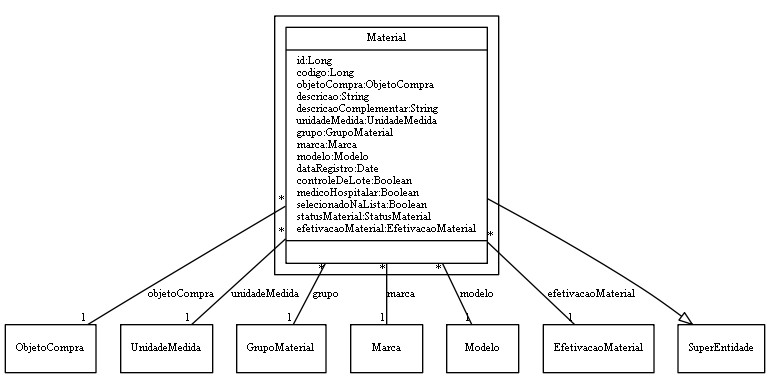 Material
id:Long
codigo:Long
objetoCompra:ObjetoCompra
descricao:String
descricaoComplementar:String
unidadeMedida:UnidadeMedida
grupo:GrupoMaterial
marca:Marca
modelo:Modelo
dataRegistro:Date
controleDeLote:Boolean
medicoHospitalar:Boolean
selecionadoNaLista:Boolean
statusMaterial:StatusMaterial
efetivacaoMaterial:EfetivacaoMaterial
*
*
*
* * *
objetoCompra unidadeMedida grupo marca modelo efetivacaoMaterial
1 1 1 1 1 1
ObjetoCompra UnidadeMedida GrupoMaterial Marca Modelo EfetivacaoMaterial SuperEntidade